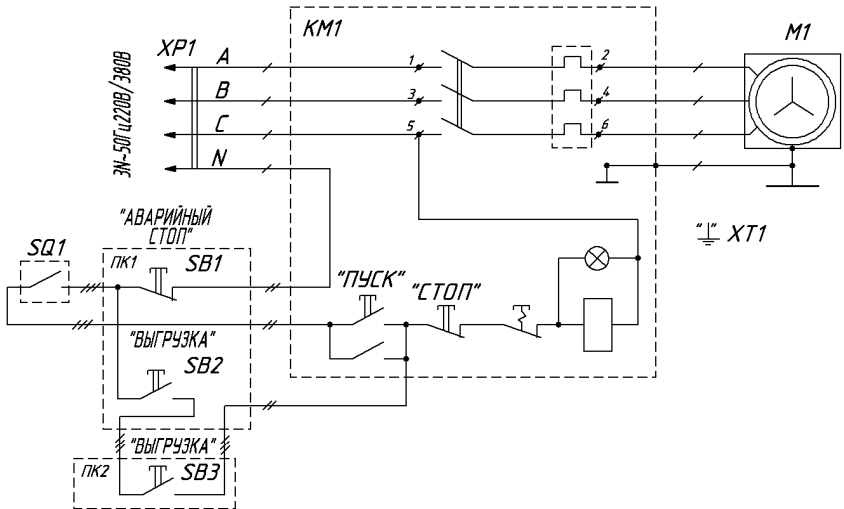 KM1
XP1
A
B
C
N
3N~50Гц220В/380В
1
2
3
4
5
6
M1
"АВАРИЙНЫЙ
СТОП"
SQ1
ПК1
SB1
"ПУСК"
"СТОП"
"⏚" XT1
"ВЫГРУЗКА"
SB2
"ВЫГРУЗКА"
ПК2
SB3